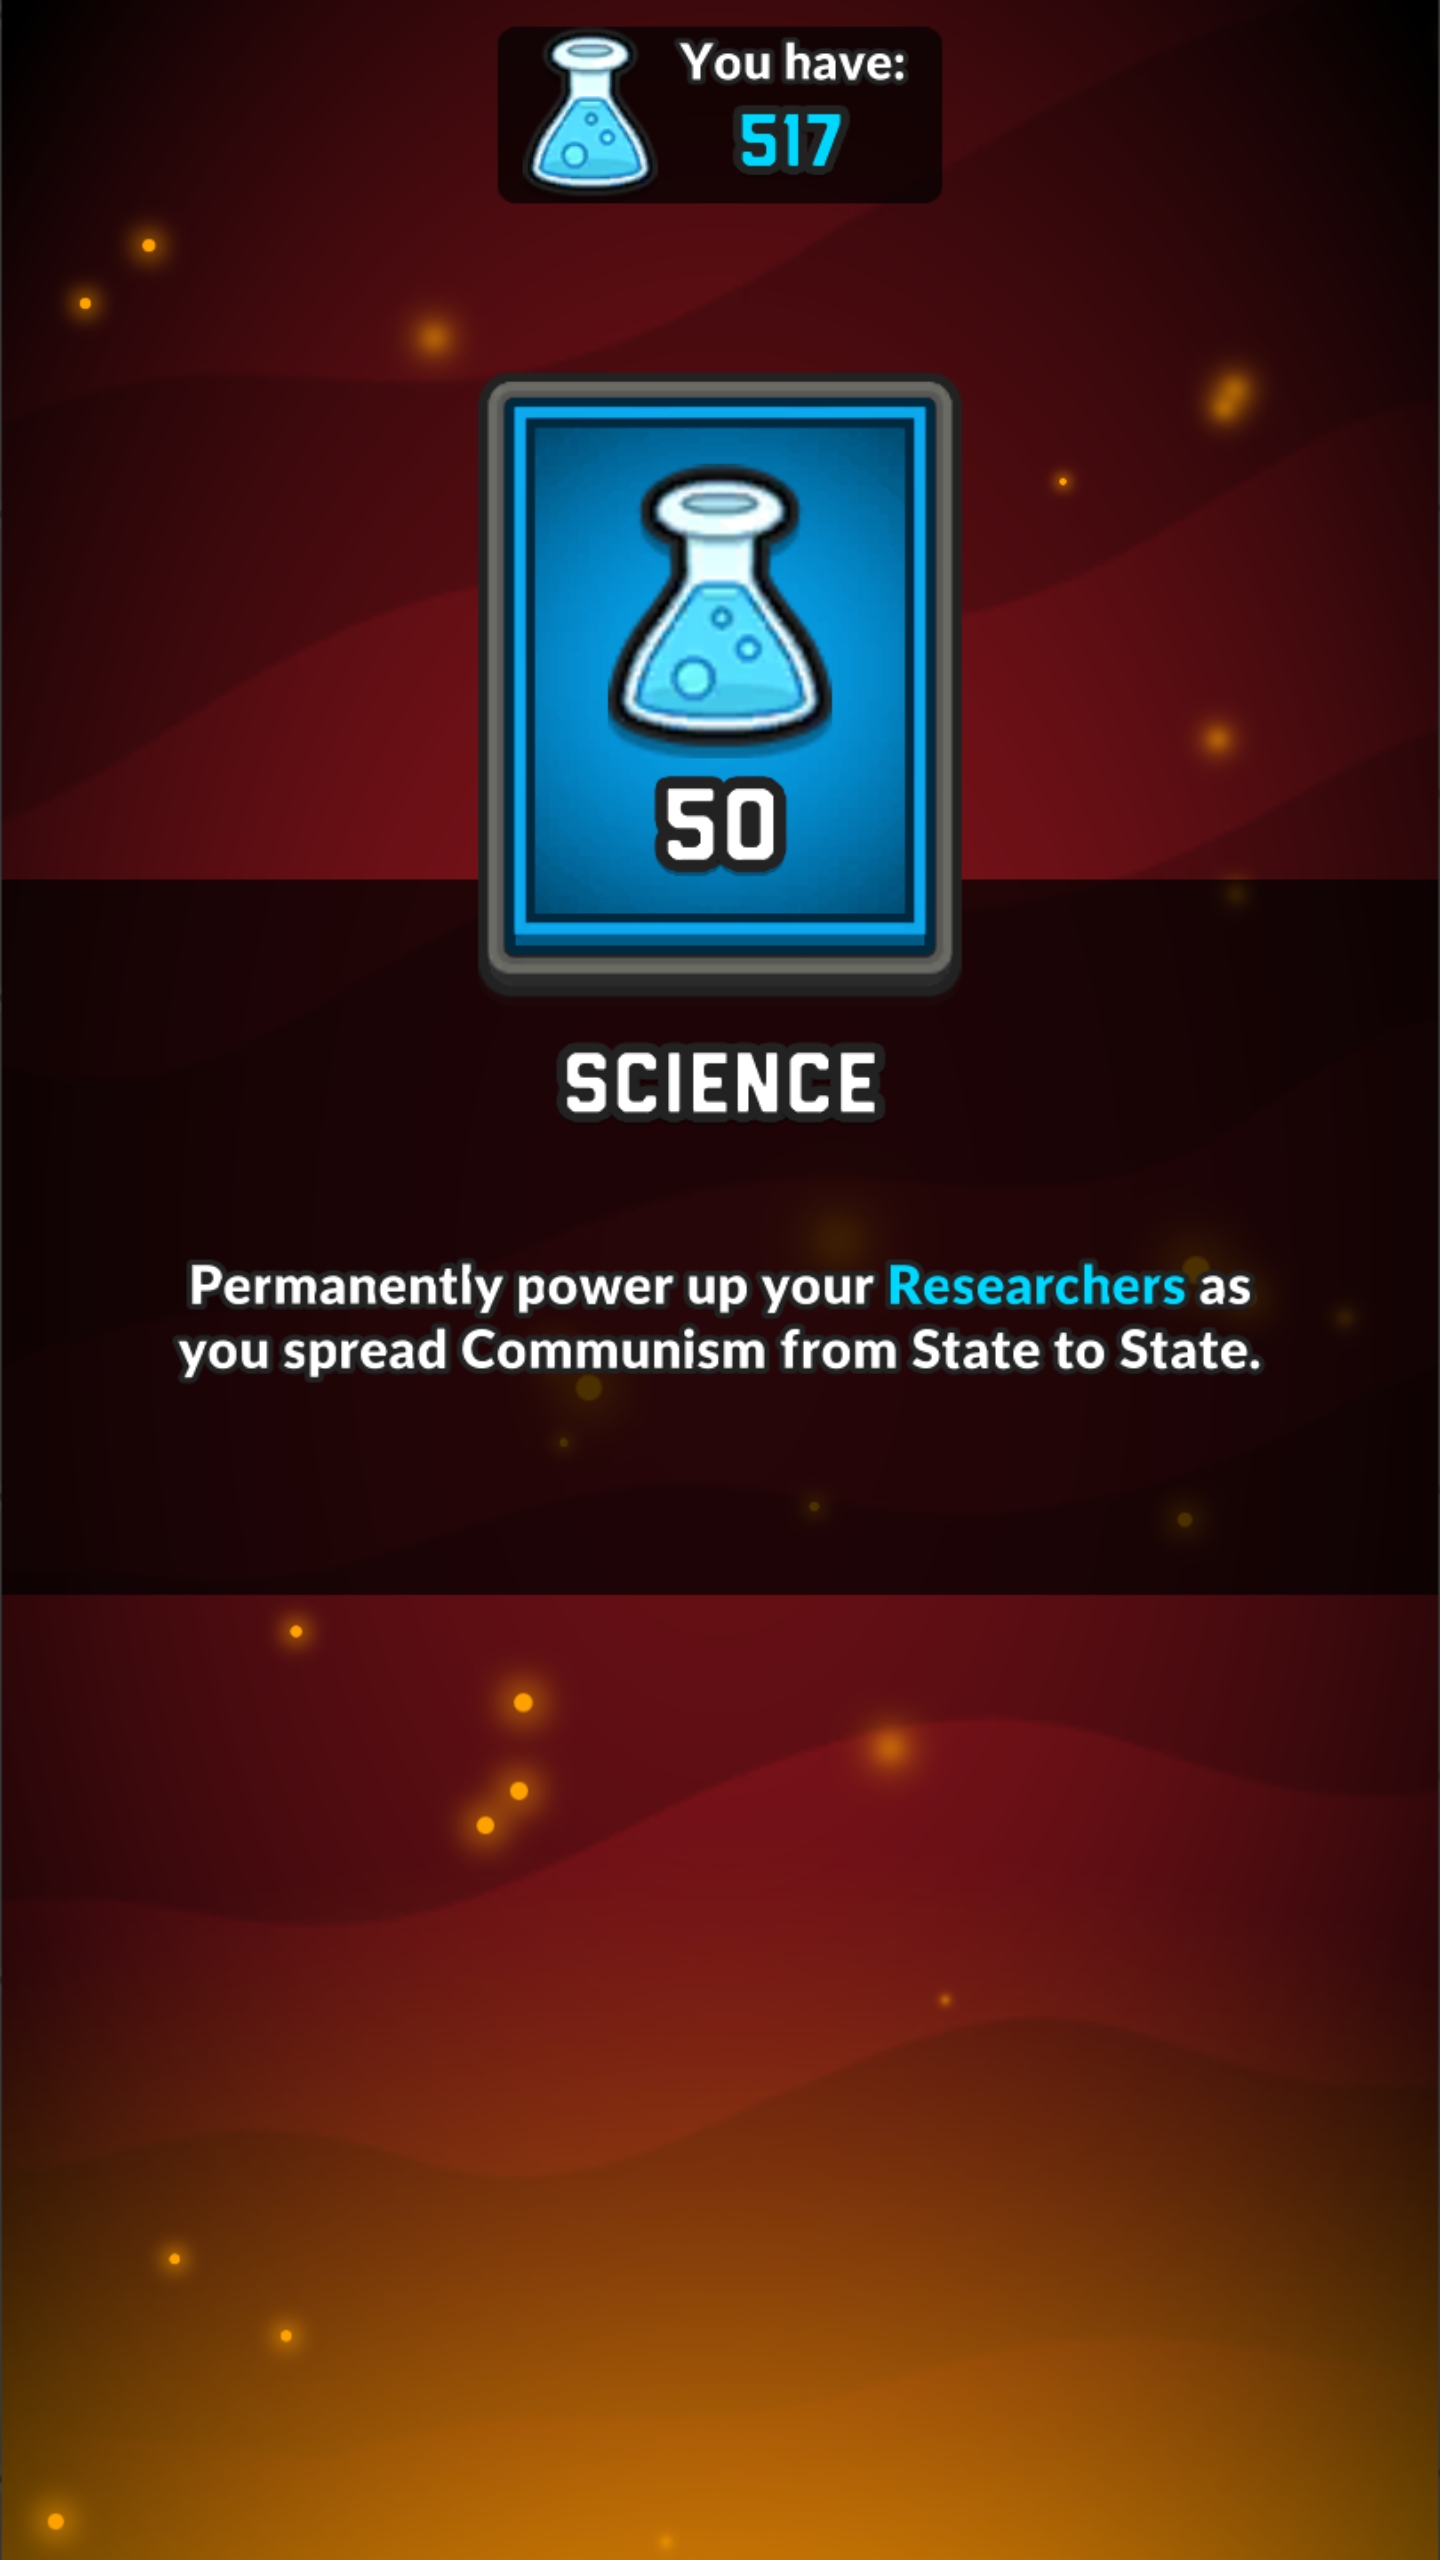 You have:
517
50
SCIENCE
Permanently power up your Researchers as
you spread Communism from State to State.